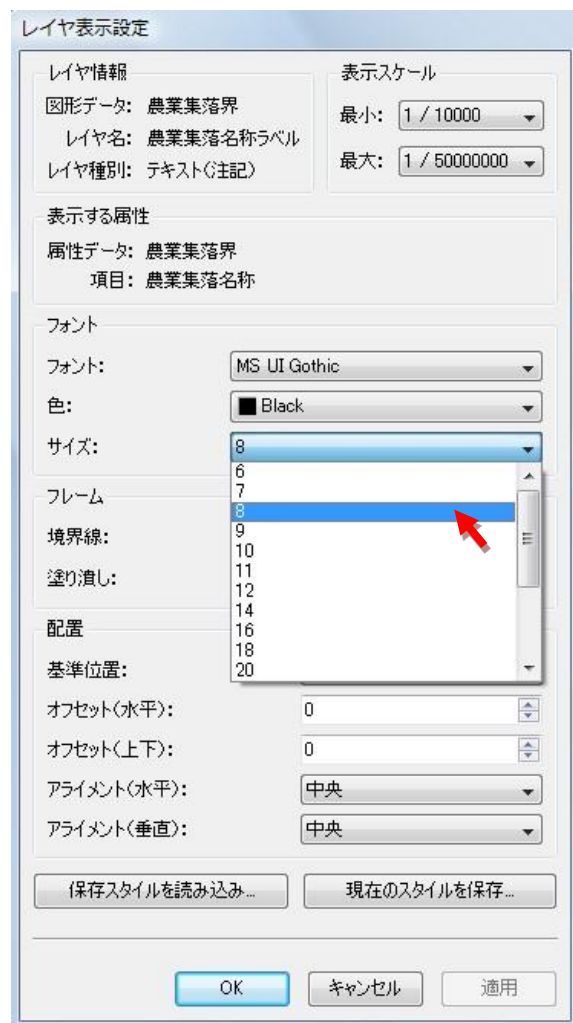 レイヤ表示設定
レイヤ情報
図形データ: 農業集落界
レイヤ名: 農業集落名称ラベル
レイヤ種別: テキスト(注記)
表示スケール
最小: 1 / 10000
最大: 1 / 50000000
表示する属性
属性データ: 農業集落界
項目: 農業集落名称
フォント
フォント: MS UI Gothic
色: Black
サイズ: 8
6
7
8
9
10
11
12
14
16
18
20
フレーム
境界線:
塗り潰し:
配置
基準位置:
オフセット(水平): 0
オフセット(上下): 0
アライメント(水平): 中央
アライメント(垂直): 中央
保存スタイルを読み込み...
現在のスタイルを保存...
OK
キャンセル
適用